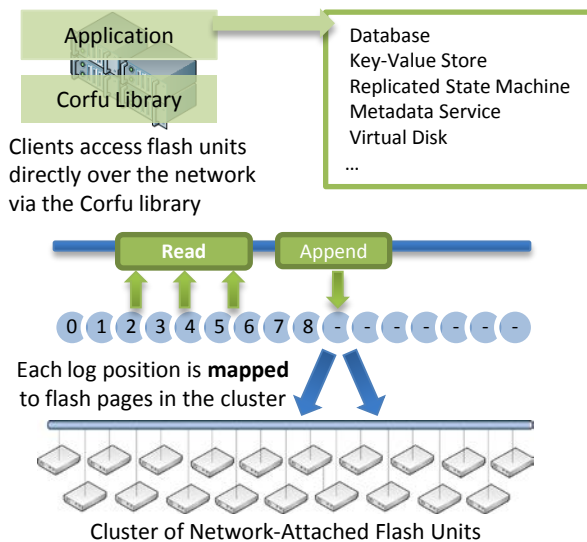 Application
Corfu Library
Database
Key-Value Store
Replicated State Machine
Metadata Service
Virtual Disk
...
Clients access flash units
directly over the network
via the Corfu library
Read
Append
0 1 2 3 4 5 6 7 8 - - - - - - -
Each log position is mapped
to flash pages in the cluster
Cluster of Network-Attached Flash Units